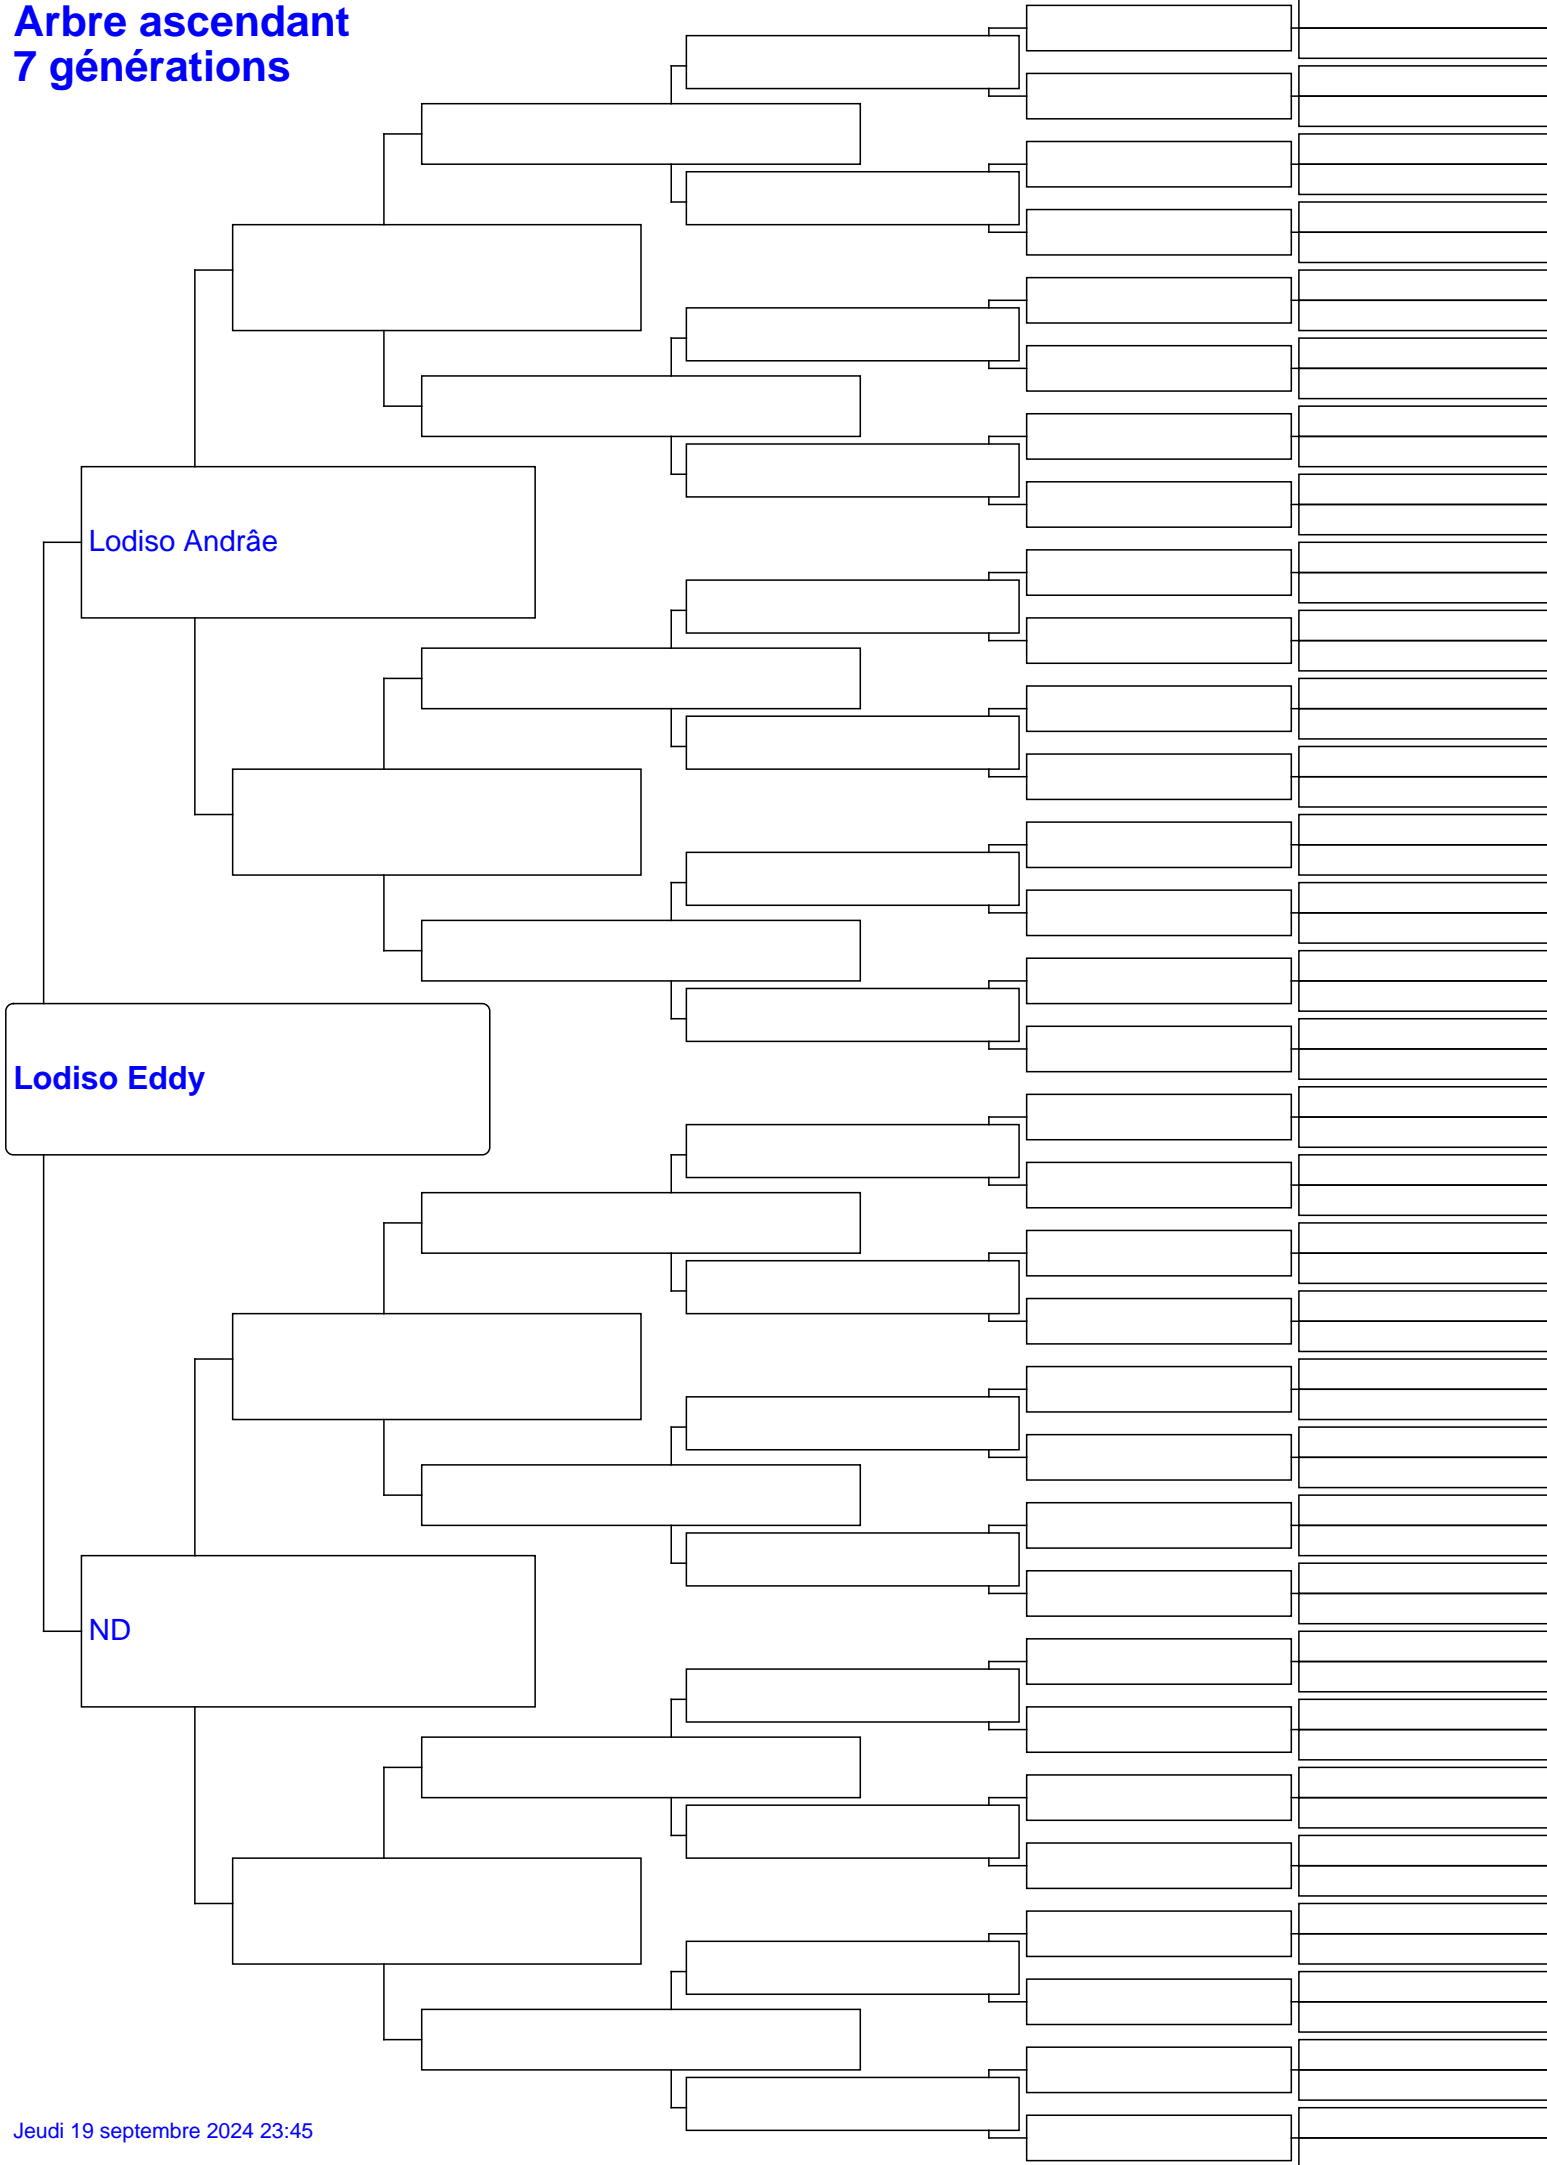 Arbre ascendant
7 générations
Lodiso Andrâe
Lodiso Eddy
ND
Jeudi 19 septembre 2024 23:45